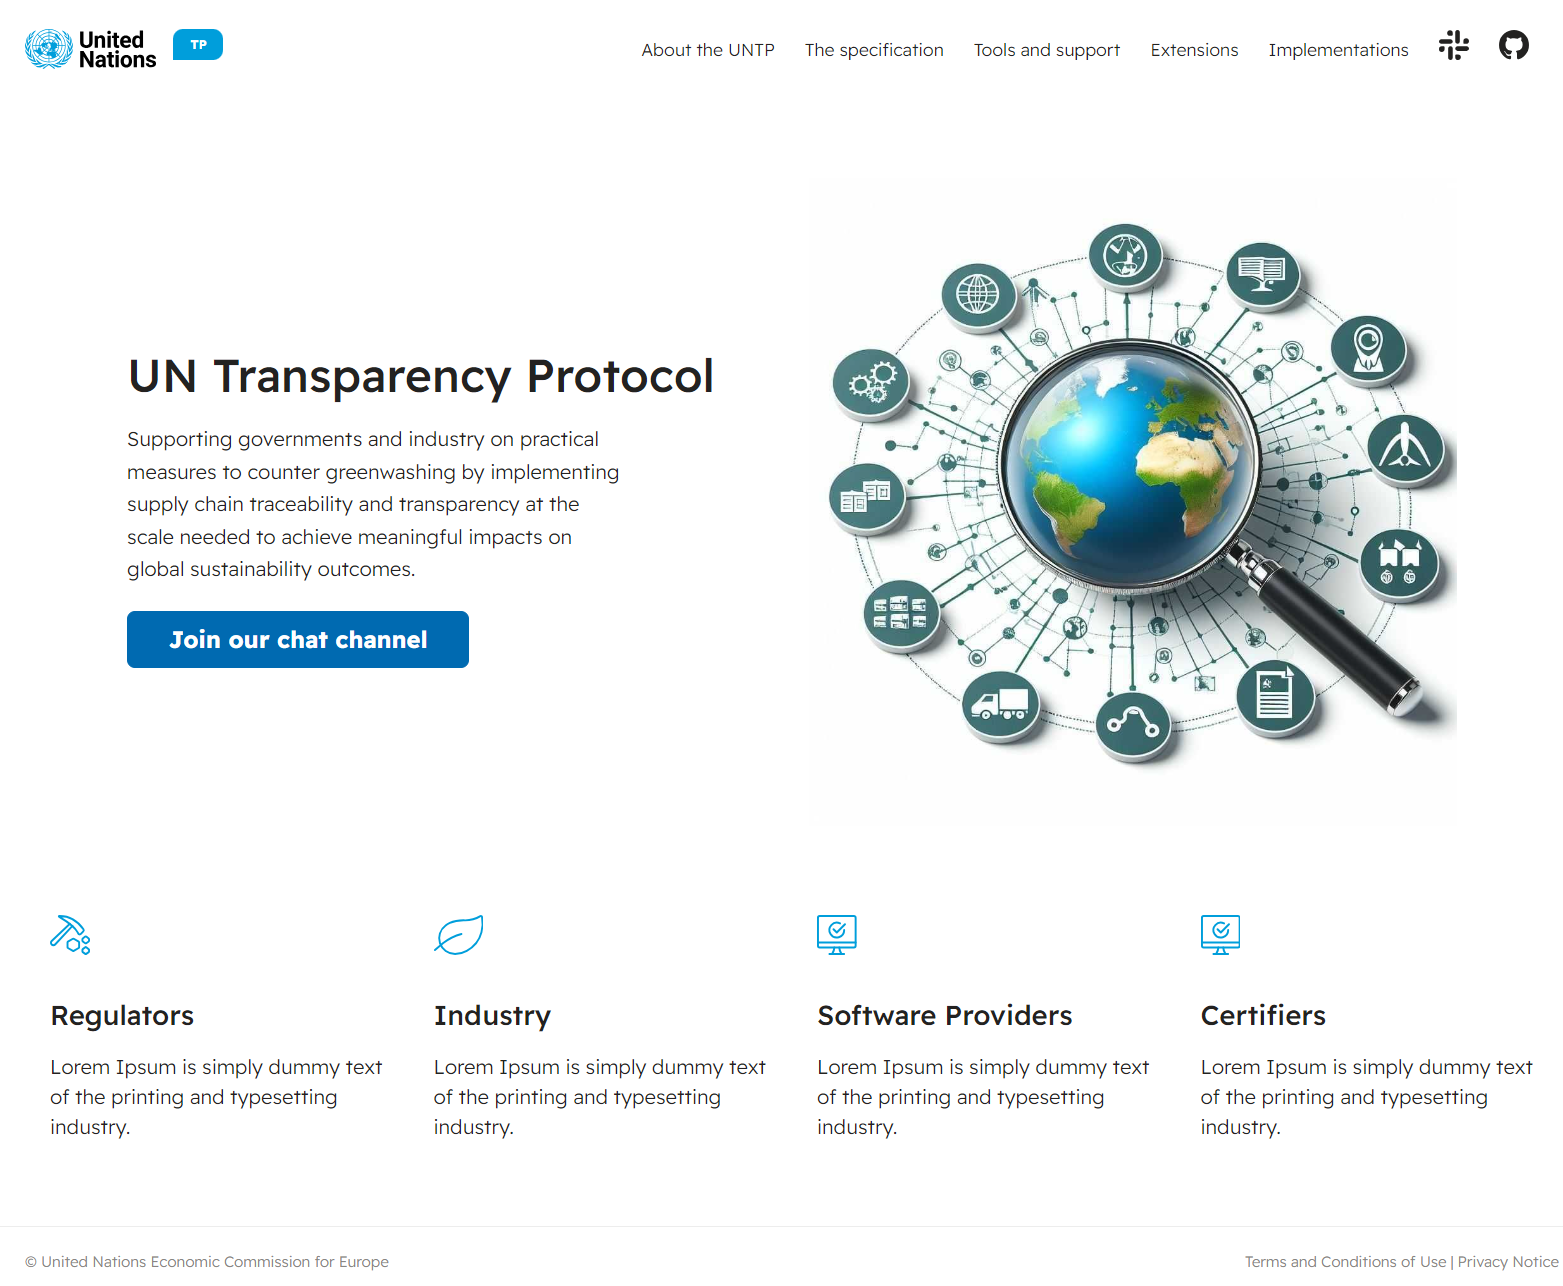 United
Nations
TP
About the UNTP
The specification
Tools and support
Extensions
Implementations
UN Transparency Protocol
Supporting governments and industry on practical
measures to counter greenwashing by implementing
supply chain traceability and transparency at the
scale needed to achieve meaningful impacts on
global sustainability outcomes.
Join our chat channel
Regulators
Lorem Ipsum is simply dummy text
of the printing and typesetting
industry.
Industry
Lorem Ipsum is simply dummy text
of the printing and typesetting
industry.
Software Providers
Lorem Ipsum is simply dummy text
of the printing and typesetting
industry.
Certifiers
Lorem Ipsum is simply dummy text
of the printing and typesetting
industry.
© United Nations Economic Commission for Europe
Terms and Conditions of Use | Privacy Notice